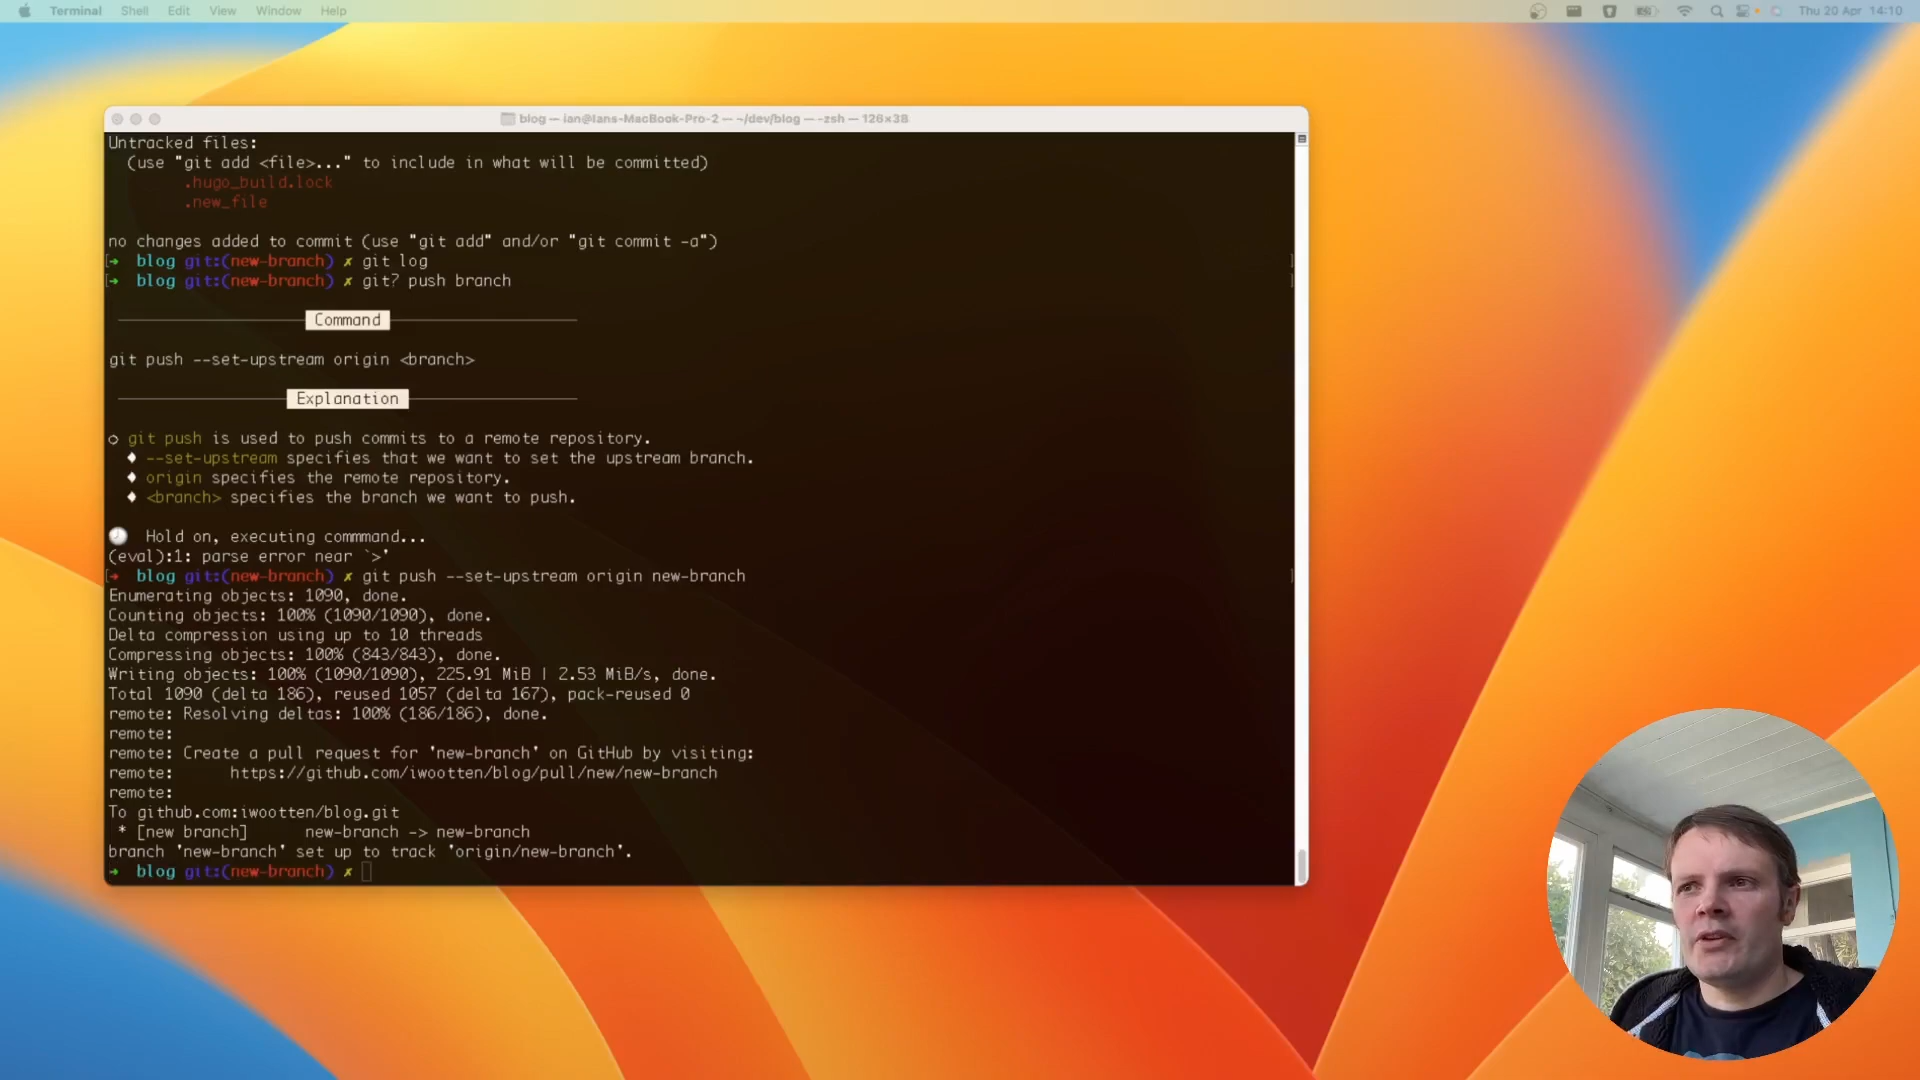 Terminal Shell Edit View Window Help
Thu 20 Apr 14:10
blog — ian@Ians-MacBook-Pro-2 — ~/dev/blog — -zsh — 126×38
Untracked files:
(use "git add <file>..." to include in what will be committed)
.hugo_build.lock
.new_file
no changes added to commit (use "git add" and/or "git commit -a")
[➜ blog git:(new-branch) ✗ git log ]
[➜ blog git:(new-branch) ✗ git? push branch ]
Command
git push --set-upstream origin <branch>
Explanation
○ git push is used to push commits to a remote repository.
◆ --set-upstream specifies that we want to set the upstream branch.
◆ origin specifies the remote repository.
◆ <branch> specifies the branch we want to push.
🕗 Hold on, executing commmand...
(eval):1: parse error near `>'
[➜ blog git:(new-branch) ✗ git push --set-upstream origin new-branch ]
Enumerating objects: 1090, done.
Counting objects: 100% (1090/1090), done.
Delta compression using up to 10 threads
Compressing objects: 100% (843/843), done.
Writing objects: 100% (1090/1090), 225.91 MiB | 2.53 MiB/s, done.
Total 1090 (delta 186), reused 1057 (delta 167), pack-reused 0
remote: Resolving deltas: 100% (186/186), done.
remote:
remote: Create a pull request for 'new-branch' on GitHub by visiting:
remote: https://github.com/iwootten/blog/pull/new/new-branch
remote:
To github.com:iwootten/blog.git
* [new branch] new-branch -> new-branch
branch 'new-branch' set up to track 'origin/new-branch'.
➜ blog git:(new-branch) ✗